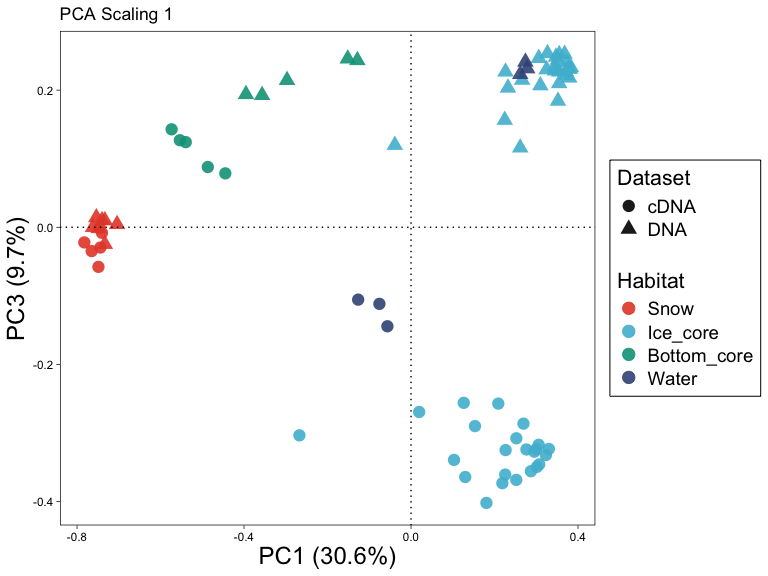 PCA Scaling 1
PC3 (9.7%)
0.2
0.0
-0.2
-0.4
-0.8
-0.4
0.0
0.4
PC1 (30.6%)
Dataset
cDNA
DNA
Habitat
Snow
Ice_core
Bottom_core
Water